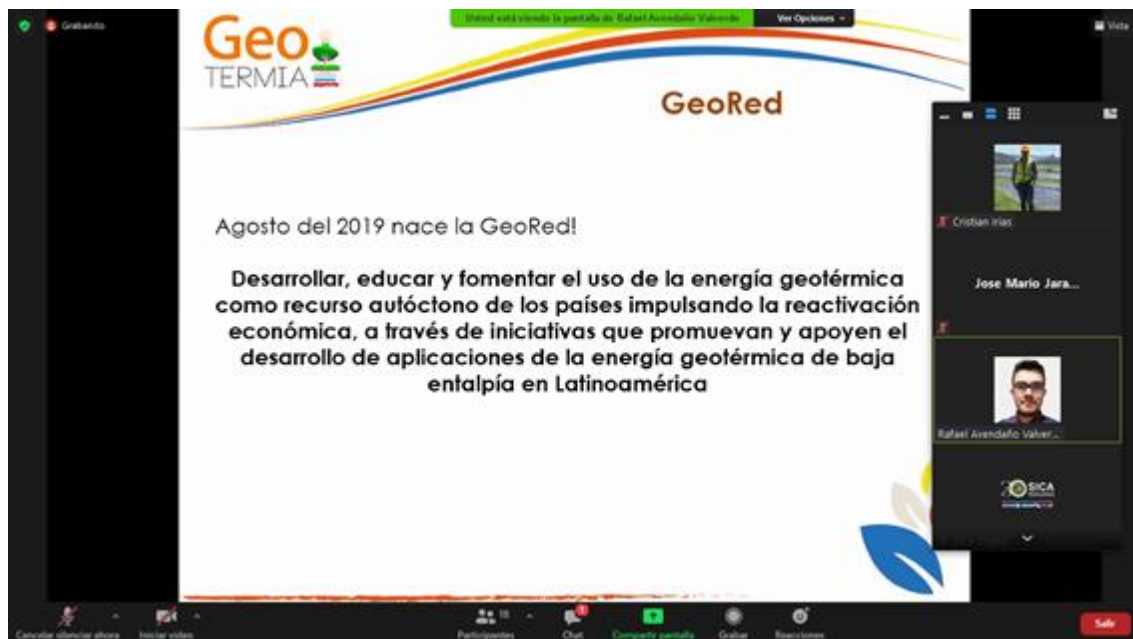 Grabando
Usted está viendo la pantalla de Rafael Avendaño Valverde
Ver Opciones
Vista
Geo
TERMIA
GeoRed
Agosto del 2019 nace la GeoRed!
Desarrollar, educar y fomentar el uso de la energía geotérmica
como recurso autóctono de los países impulsando la reactivación
económica, a través de iniciativas que promuevan y apoyen el
desarrollo de aplicaciones de la energía geotérmica de baja
entalpía en Latinoamérica
Cristian Irias
Jose Mario Jara...
Rafael Avendaño Valver...
SICA
Cancelar silenciar ahora
Iniciar video
Participantes
18
Chat
1
Compartir pantalla
Grabar
Reacciones
Salir